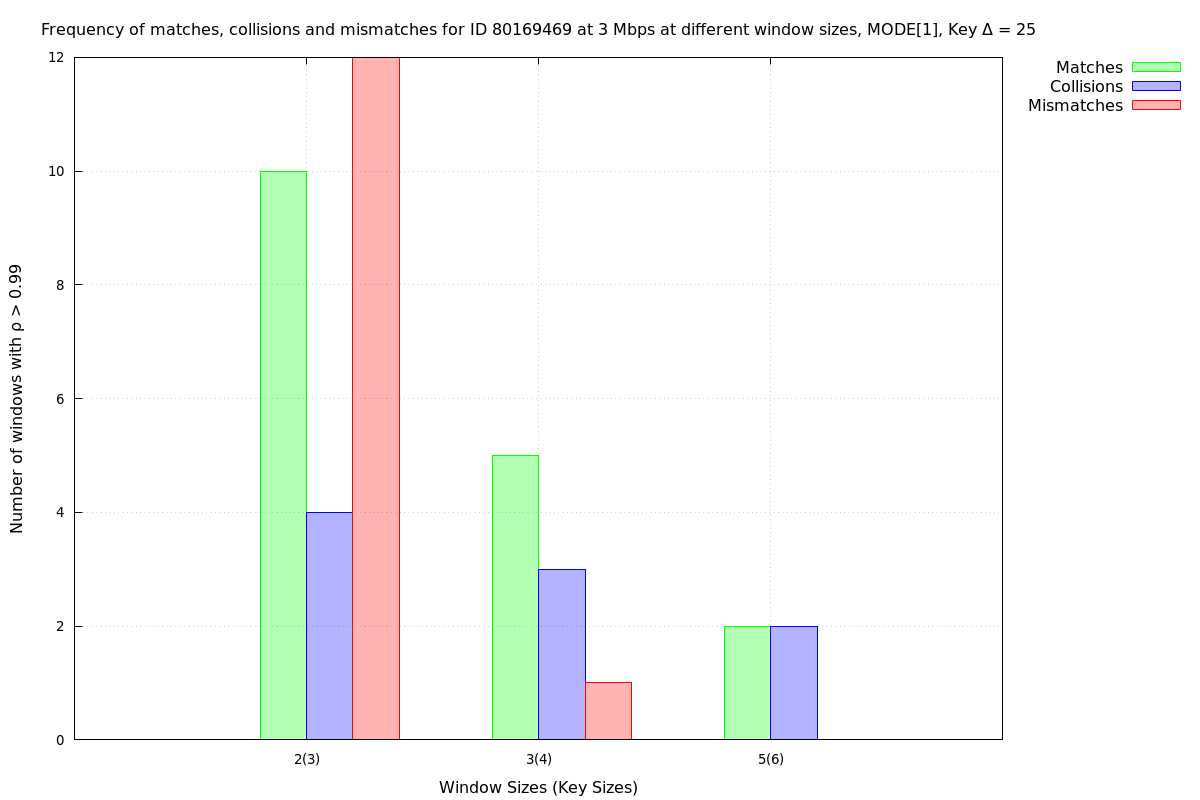 Frequency of matches, collisions and mismatches for ID 80169469 at 3 Mbps at different window sizes, MODE[1], Key Δ = 25
Matches
Collisions
Mismatches
Number of windows with ρ > 0.99
12
10
8
6
4
2
0
2(3)
3(4)
5(6)
Window Sizes (Key Sizes)